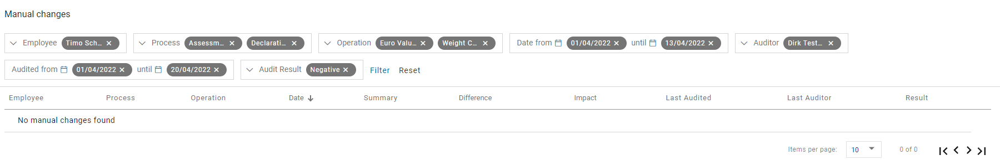 Manual changes
Employee Timo Sch... Process Assessm... Declarati... Operation Euro Valu... Weight C... Date from 01/04/2022 until 13/04/2022 Auditor Dirk Test...
Audited from 01/04/2022 until 20/04/2022 Audit Result Negative Filter Reset
Employee Process Operation Date Summary Difference Impact Last Audited Last Auditor Result
No manual changes found
Items per page: 10 0 of 0